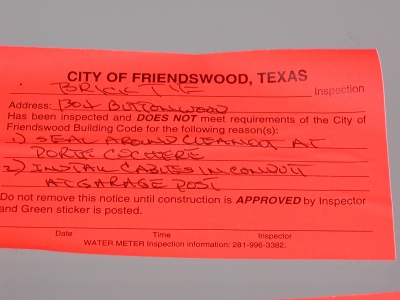 CITY OF FRIENDSWOOD, TEXAS
BRICK TIE Inspection
Address: Buttonwood
Has been inspected and DOES NOT meet requirements of the City of
Friendswood Building Code for the following reason(s):
1) SEAL AROUND CLEANOUT AT
PORTE COCHERE
2) INSTALL CABLES IN CONDUIT
AT GARAGE POST
Do not remove this notice until construction is APPROVED by Inspector
and Green sticker is posted.
Date Time Inspector
WATER METER Inspection information: 281-996-3382.